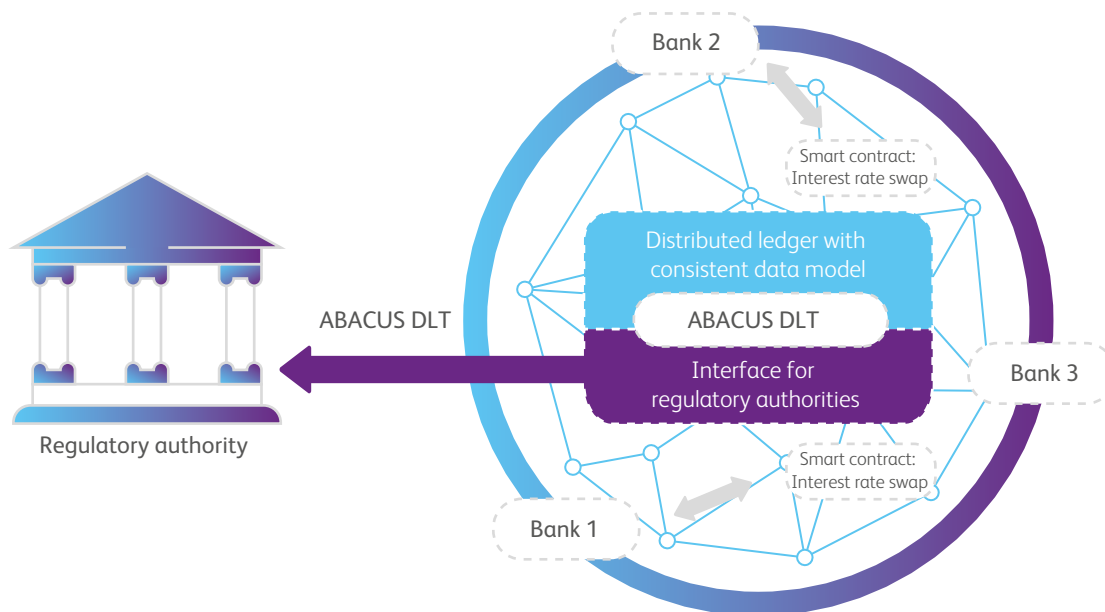 Bank 2
Smart contract:
Interest rate swap
Distributed ledger with
consistent data model
ABACUS DLT
ABACUS DLT
Interface for
regulatory authorities
Bank 3
Regulatory authority
Smart contract:
Interest rate swap
Bank 1